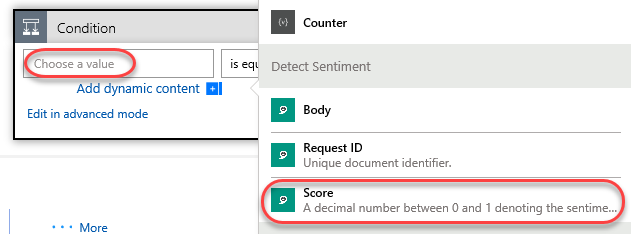 Condition
Choose a value
is equ
Add dynamic content
Edit in advanced mode
More
{v}
Counter
Detect Sentiment
Body
Request ID
Unique document identifier.
Score
A decimal number between 0 and 1 denoting the sentime...